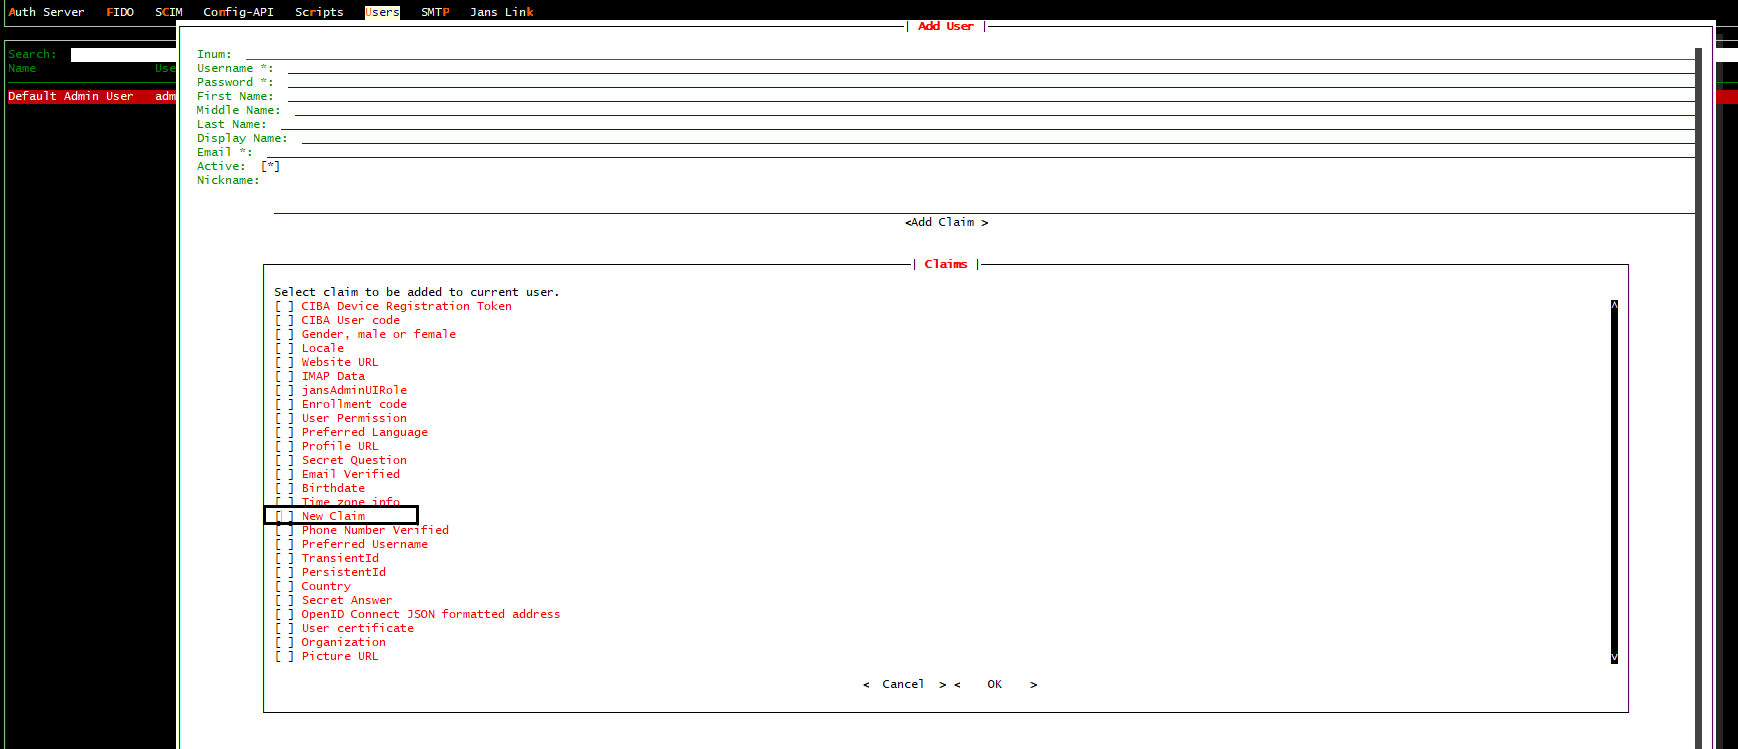 Auth Server FIDO SCIM Config-API Scripts Users SMTP Jans Link
| Add User |
Search:
Name Use
Default Admin User adm
Inum:
Username *:
Password *:
First Name:
Middle Name:
Last Name:
Display Name:
Email *:
Active: [*]
Nickname:
<Add Claim >
| Claims |
Select claim to be added to current user.
[ ] CIBA Device Registration Token
[ ] CIBA User code
[ ] Gender, male or female
[ ] Locale
[ ] Website URL
[ ] IMAP Data
[ ] jansAdminUIRole
[ ] Enrollment code
[ ] User Permission
[ ] Preferred Language
[ ] Profile URL
[ ] Secret Question
[ ] Email Verified
[ ] Birthdate
[ ] Time zone info
[ ] New Claim
[ ] Phone Number Verified
[ ] Preferred Username
[ ] TransientId
[ ] PersistentId
[ ] Country
[ ] Secret Answer
[ ] OpenID Connect JSON formatted address
[ ] User certificate
[ ] Organization
[ ] Picture URL
^
v
< Cancel > < OK >